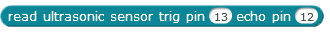 read ultrasonic sensor trig pin 13 echo pin 12